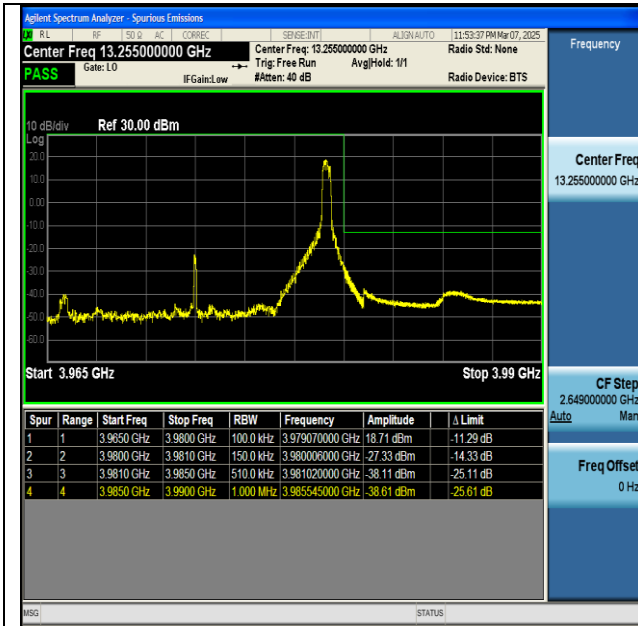 Agilent Spectrum Analyzer - Spurious Emissions
RL RF 50 Ω AC CORREC SENSE:INT ALIGN AUTO 11:53:37 PM Mar 07, 2025
Center Freq 13.255000000 GHz Center Freq: 13.255000000 GHz Radio Std: None
PASS Gate: LO Trig: Free Run Avg|Hold: 1/1
IFGain:Low #Atten: 40 dB Radio Device: BTS
Frequency
10 dB/div Ref 30.00 dBm
Log
20.0
10.0
0.00
-10.0
-20.0
-30.0
-40.0
-50.0
-60.0
Start 3.965 GHz Stop 3.99 GHz
Center Freq
13.255000000 GHz
CF Step
2.649000000 GHz
Auto Man
Freq Offset
0 Hz
Spur Range Start Freq Stop Freq RBW Frequency Amplitude Δ Limit
1 1 3.9650 GHz 3.9800 GHz 100.0 kHz 3.979070000 GHz 18.71 dBm -11.29 dB
2 2 3.9800 GHz 3.9810 GHz 150.0 kHz 3.980006000 GHz -27.33 dBm -14.33 dB
3 3 3.9810 GHz 3.9850 GHz 510.0 kHz 3.981020000 GHz -38.11 dBm -25.11 dB
4 4 3.9850 GHz 3.9900 GHz 1.000 MHz 3.985545000 GHz -38.61 dBm -25.61 dB
MSG STATUS